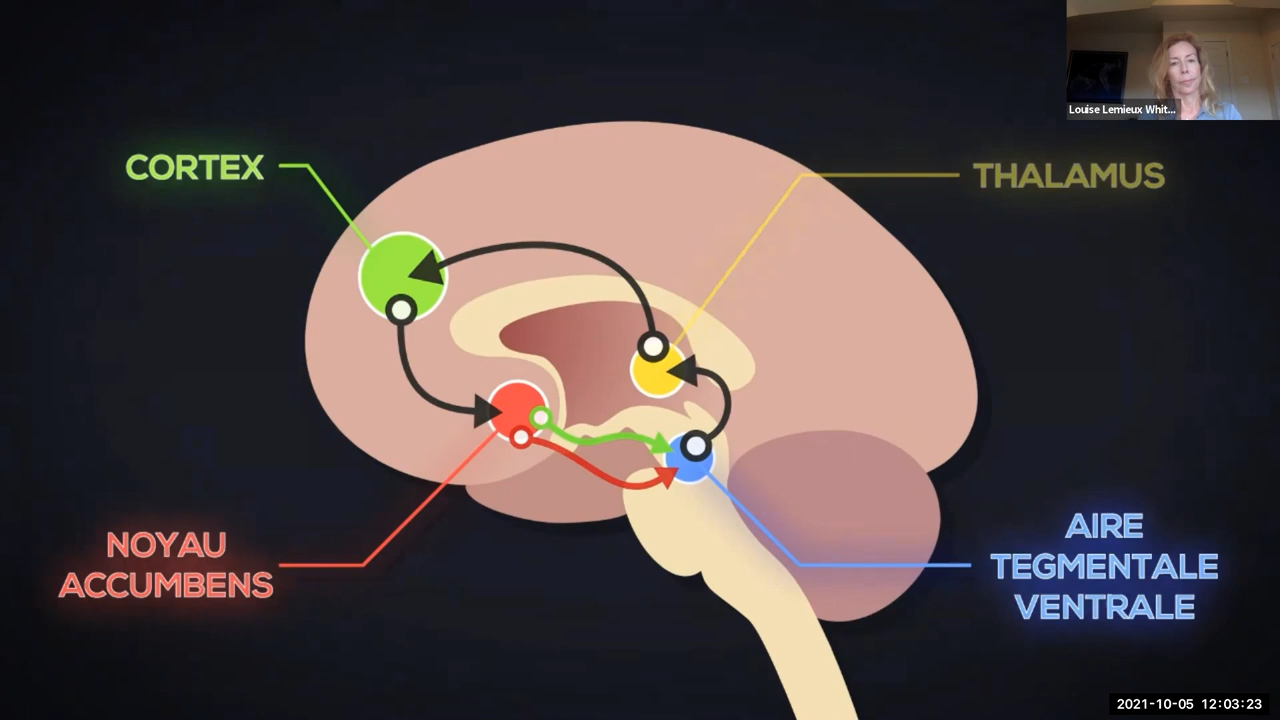 Louise Lemieux Whit...
CORTEX
THALAMUS
NOYAU
ACCUMBENS
AIRE
TEGMENTALE
VENTRALE
2021-10-05 12:03:23